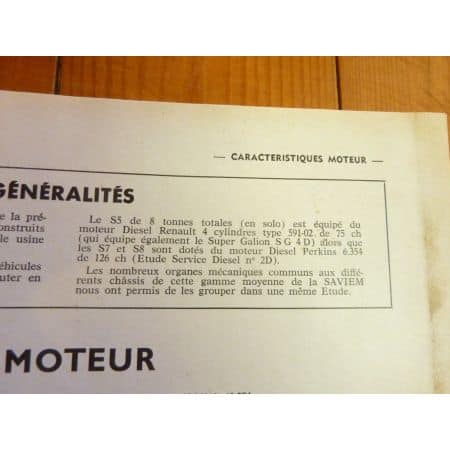 — CARACTERISTIQUES MOTEUR —
GÉNÉRALITÉS
e la pré-
onstruits
le usine
éhicules
uter en
Le S5 de 8 tonnes totales (en solo) est équipé du
moteur Diesel Renault 4 cylindres type 591-02 de 75 ch
(qui équipe également le Super Galion S G 4 D) alors que
les S7 et S8 sont dotés du moteur Diesel Perkins 6.354
de 126 ch (Etude Service Diesel n° 2D).
Les nombreux organes mécaniques communs aux diffé-
rents châssis de cette gamme moyenne de la SAVIEM
nous ont permis de les grouper dans une même Etude.
MOTEUR